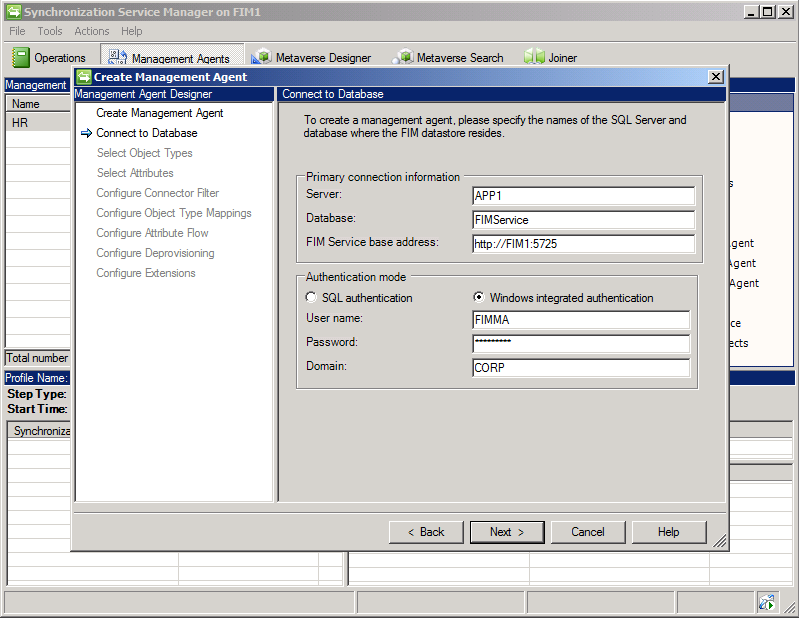 Synchronization Service Manager on FIM1
File Tools Actions Help
Operations Management Agents Metaverse Designer Metaverse Search Joiner
Management
Name
HR
Total number
Profile Name:
Step Type:
Start Time:
Synchroniza
Create Management Agent
Management Agent Designer
Create Management Agent
Connect to Database
Select Object Types
Select Attributes
Configure Connector Filter
Configure Object Type Mappings
Configure Attribute Flow
Configure Deprovisioning
Configure Extensions
Connect to Database
To create a management agent, please specify the names of the SQL Server and
database where the FIM datastore resides.
Primary connection information
Server: APP1
Database: FIMService
FIM Service base address: http://FIM1:5725
Authentication mode
SQL authentication Windows integrated authentication
User name: FIMMA
Password: *********
Domain: CORP
< Back Next > Cancel Help
s
gent
Agent
Agent
ce
ects